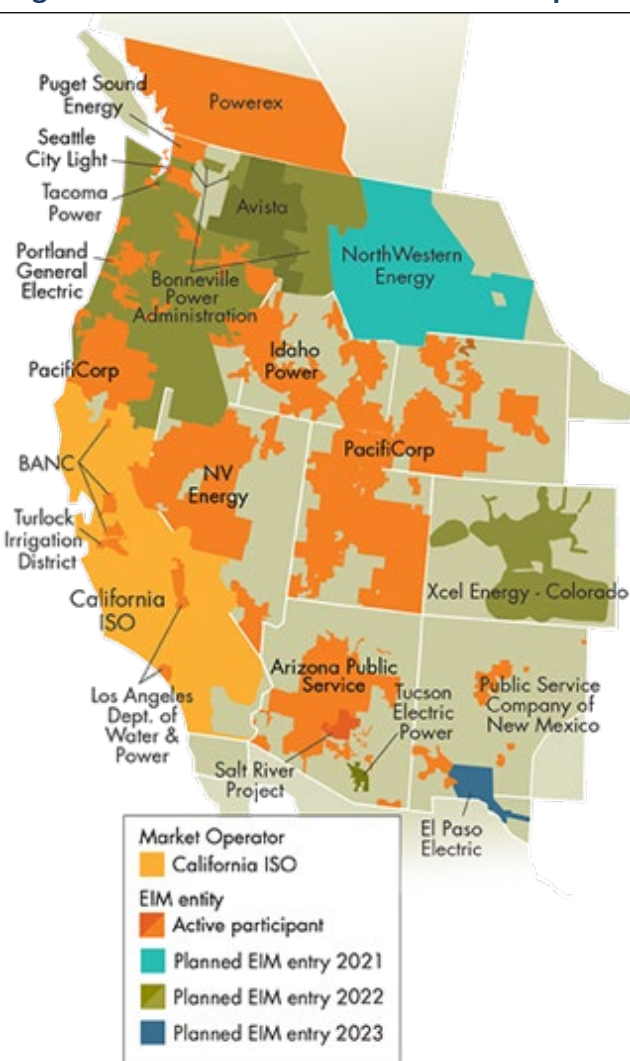 Puget Sound
Energy
Powerex
Seattle
City Light
Tacoma
Power
Avista
Portland
General
Electric
Bonneville
Power
Administration
NorthWestern
Energy
Idaho
Power
PacifiCorp
PacifiCorp
BANC
NV
Energy
Turlock
Irrigation
District
California
ISO
Xcel Energy - Colorado
Los Angeles
Dept. of
Water &
Power
Arizona Public
Service
Tucson
Electric
Power
Public Service
Company of
New Mexico
Salt River
Project
El Paso
Electric
Market Operator
California ISO
EIM entity
Active participant
Planned EIM entry 2021
Planned EIM entry 2022
Planned EIM entry 2023